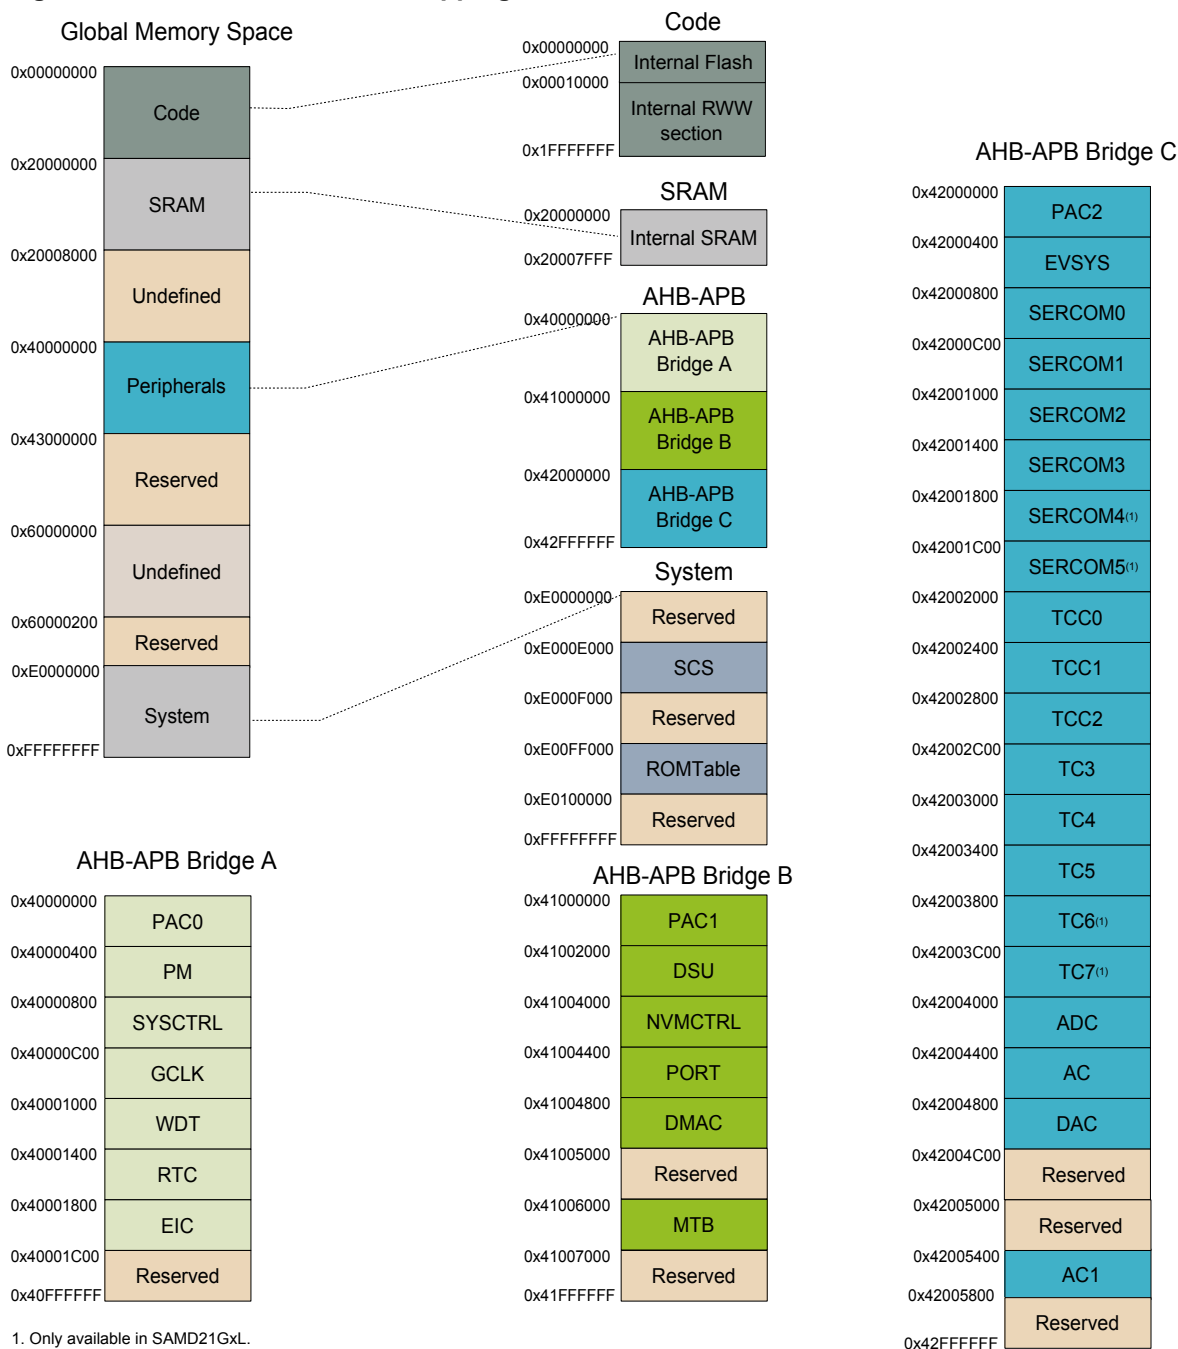 Global Memory Space
0x00000000
Code
0x20000000
SRAM
0x20008000
Undefined
0x40000000
Peripherals
0x43000000
Reserved
0x60000000
Undefined
0x60000200
Reserved
0xE0000000
System
0xFFFFFFFF
Code
0x00000000
Internal Flash
0x00010000
Internal RWW
section
0x1FFFFFFF
SRAM
0x20000000
Internal SRAM
0x20007FFF
AHB-APB
0x40000000
AHB-APB
Bridge A
0x41000000
AHB-APB
Bridge B
0x42000000
AHB-APB
Bridge C
0x42FFFFFF
System
0xE0000000
Reserved
0xE000E000
SCS
0xE000F000
Reserved
0xE00FF000
ROMTable
0xE0100000
Reserved
0xFFFFFFFF
AHB-APB Bridge A
0x40000000
PAC0
0x40000400
PM
0x40000800
SYSCTRL
0x40000C00
GCLK
0x40001000
WDT
0x40001400
RTC
0x40001800
EIC
0x40001C00
Reserved
0x40FFFFFF
AHB-APB Bridge B
0x41000000
PAC1
0x41002000
DSU
0x41004000
NVMCTRL
0x41004400
PORT
0x41004800
DMAC
0x41005000
Reserved
0x41006000
MTB
0x41007000
Reserved
0x41FFFFFF
AHB-APB Bridge C
0x42000000
PAC2
0x42000400
EVSYS
0x42000800
SERCOM0
0x42000C00
SERCOM1
0x42001000
SERCOM2
0x42001400
SERCOM3
0x42001800
SERCOM4(1)
0x42001C00
SERCOM5(1)
0x42002000
TCC0
0x42002400
TCC1
0x42002800
TCC2
0x42002C00
TC3
0x42003000
TC4
0x42003400
TC5
0x42003800
TC6(1)
0x42003C00
TC7(1)
0x42004000
ADC
0x42004400
AC
0x42004800
DAC
0x42004C00
Reserved
0x42005000
Reserved
0x42005400
AC1
0x42005800
Reserved
0x42FFFFFF
1. Only available in SAMD21GxL.